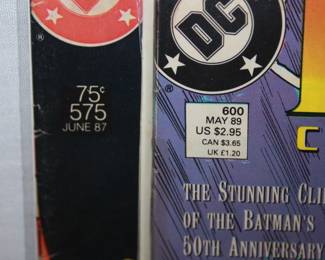 ®
75¢
575
JUNE 87
DC
®
600
MAY 89
US $2.95
CAN $3.65
UK £1.20
C
THE STUNNING CLI
OF THE BATMAN'S
50TH ANNIVERSARY